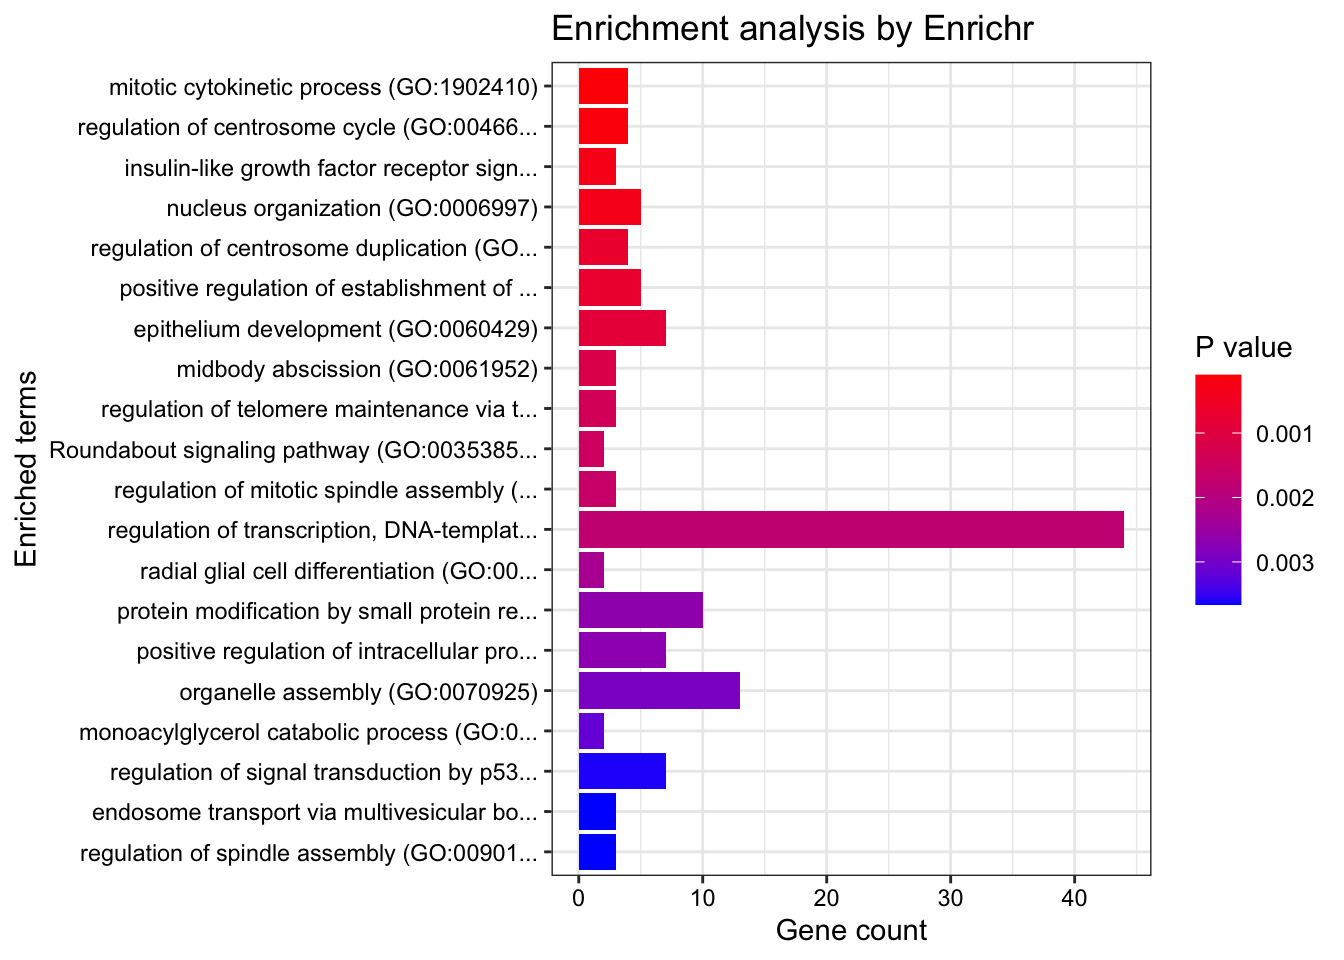 Enrichment analysis by Enrichr
mitotic cytokinetic process (GO:1902410)
regulation of centrosome cycle (GO:00466...
insulin-like growth factor receptor sign...
nucleus organization (GO:0006997)
regulation of centrosome duplication (GO...
positive regulation of establishment of ...
epithelium development (GO:0060429)
midbody abscission (GO:0061952)
regulation of telomere maintenance via t...
Roundabout signaling pathway (GO:0035385...
regulation of mitotic spindle assembly (...
regulation of transcription, DNA-templat...
radial glial cell differentiation (GO:00...
protein modification by small protein re...
positive regulation of intracellular pro...
organelle assembly (GO:0070925)
monoacylglycerol catabolic process (GO:0...
regulation of signal transduction by p53...
endosome transport via multivesicular bo...
regulation of spindle assembly (GO:00901...
Enriched terms
0 10 20 30 40
Gene count
P value
0.001
0.002
0.003